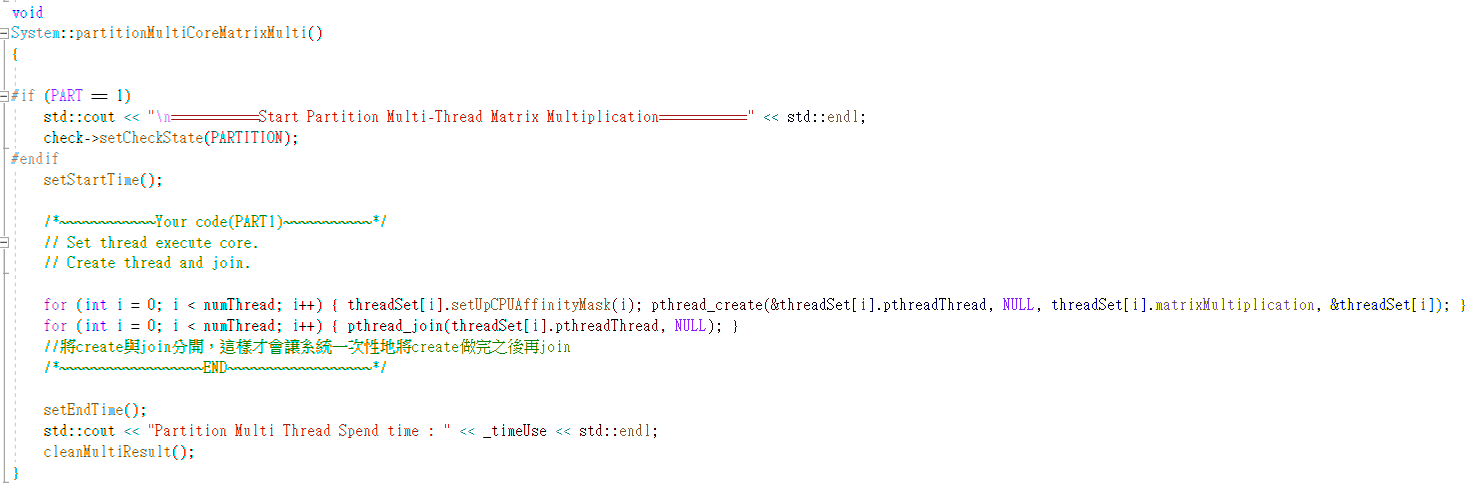 void
System::partitionMultiCoreMatrixMulti()
{
#if (PART == 1)
std::cout << "\n===========Start Partition Multi-Thread Matrix Multiplication===========" << std::endl;
check->setCheckState(PARTITION);
#endif
setStartTime();
/*~~~~~~~~~~~~Your code(PART1)~~~~~~~~~~~*/
// Set thread execute core.
// Create thread and join.
for (int i = 0; i < numThread; i++) { threadSet[i].setUpCPUAffinityMask(i); pthread_create(&threadSet[i].pthreadThread, NULL, threadSet[i].matrixMultiplication, &threadSet[i]); }
for (int i = 0; i < numThread; i++) { pthread_join(threadSet[i].pthreadThread, NULL); }
//將create與join分開，這樣才會讓系統一次性地將create做完之後再join
/*~~~~~~~~~~~~~~~~~~END~~~~~~~~~~~~~~~~~~*/
setEndTime();
std::cout << "Partition Multi Thread Spend time : " << _timeUse << std::endl;
cleanMultiResult();
}